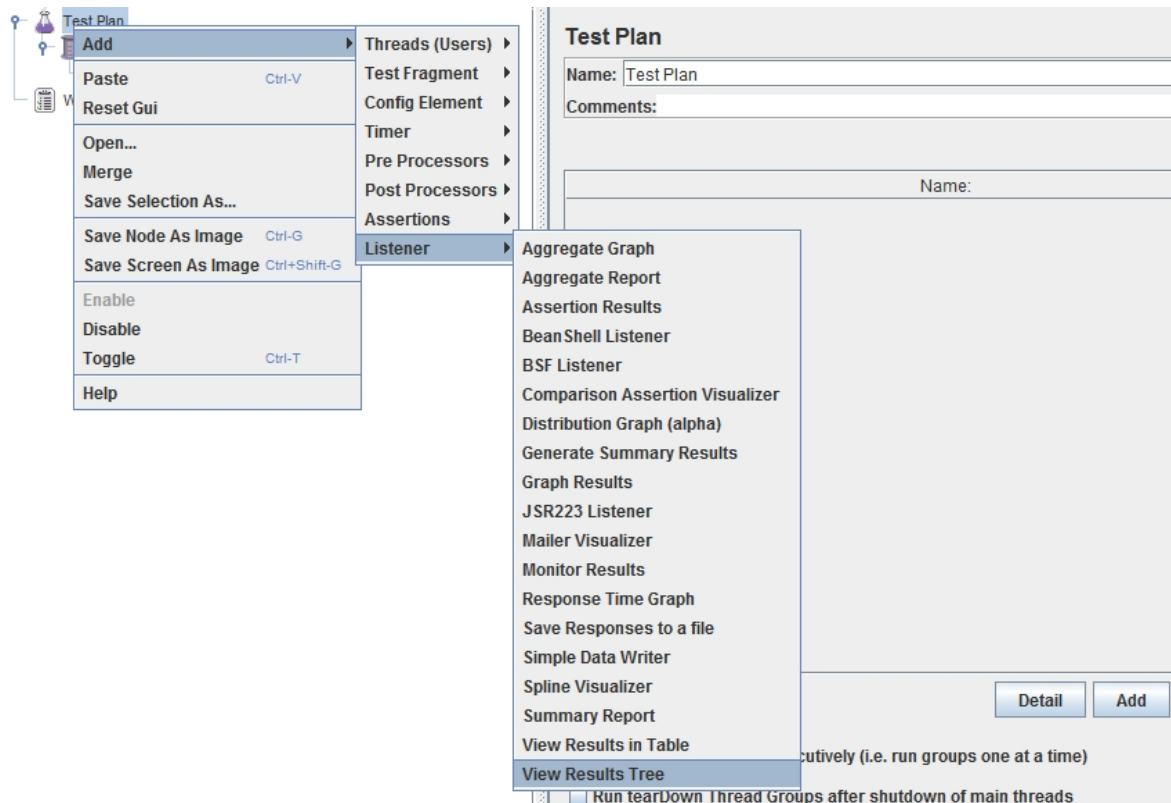 Test Plan
Add
Paste Ctrl-V
Reset Gui
W
Open...
Merge
Save Selection As...
Save Node As Image Ctrl-G
Save Screen As Image Ctrl+Shift-G
Enable
Disable
Toggle Ctrl-T
Help
Threads (Users)
Test Fragment
Config Element
Timer
Pre Processors
Post Processors
Assertions
Listener
Aggregate Graph
Aggregate Report
Assertion Results
BeanShell Listener
BSF Listener
Comparison Assertion Visualizer
Distribution Graph (alpha)
Generate Summary Results
Graph Results
JSR223 Listener
Mailer Visualizer
Monitor Results
Response Time Graph
Save Responses to a file
Simple Data Writer
Spline Visualizer
Summary Report
View Results in Table
View Results Tree
Test Plan
Name: Test Plan
Comments:
Name:
Detail Add
cutively (i.e. run groups one at a time)
Run tearDown Thread Groups after shutdown of main threads